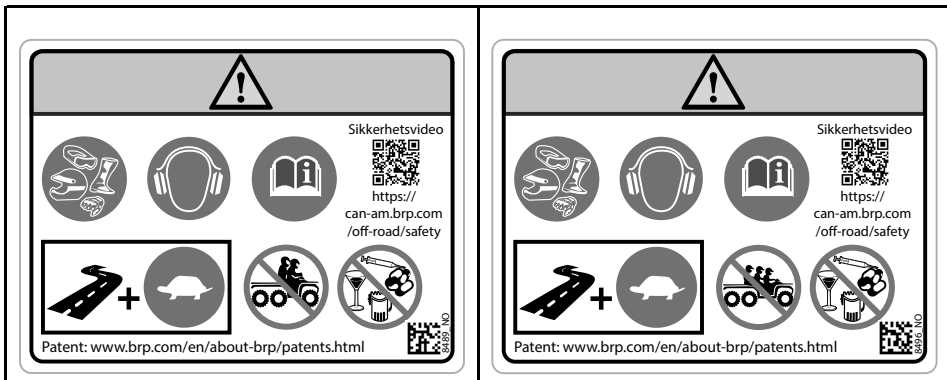 Sikkerhetsvideo
https://
can-am.brp.com
/off-road/safety
8489_NO
Patent: www.brp.com/en/about-brp/patents.html
Sikkerhetsvideo
https://
can-am.brp.com
/off-road/safety
8496_NO
Patent: www.brp.com/en/about-brp/patents.html